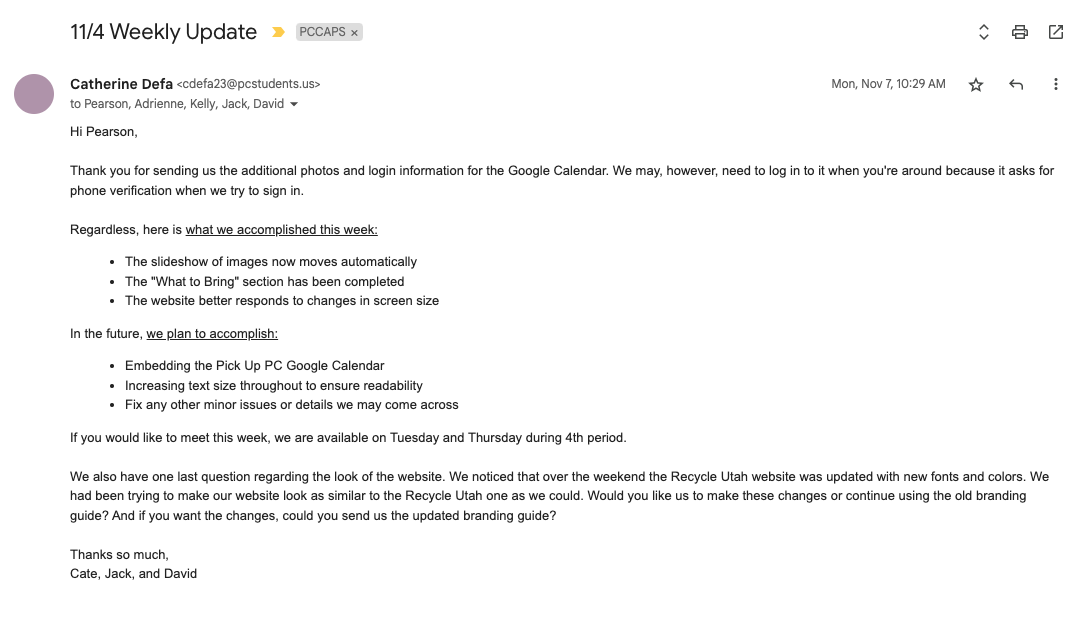 11/4 Weekly Update PCCAPS ×
Catherine Defa <cdefa23@pcstudents.us> Mon, Nov 7, 10:29 AM
to Pearson, Adrienne, Kelly, Jack, David
Hi Pearson,
Thank you for sending us the additional photos and login information for the Google Calendar. We may, however, need to log in to it when you're around because it asks for
phone verification when we try to sign in.
Regardless, here is what we accomplished this week:
• The slideshow of images now moves automatically
• The "What to Bring" section has been completed
• The website better responds to changes in screen size
In the future, we plan to accomplish:
• Embedding the Pick Up PC Google Calendar
• Increasing text size throughout to ensure readability
• Fix any other minor issues or details we may come across
If you would like to meet this week, we are available on Tuesday and Thursday during 4th period.
We also have one last question regarding the look of the website. We noticed that over the weekend the Recycle Utah website was updated with new fonts and colors. We
had been trying to make our website look as similar to the Recycle Utah one as we could. Would you like us to make these changes or continue using the old branding
guide? And if you want the changes, could you send us the updated branding guide?
Thanks so much,
Cate, Jack, and David